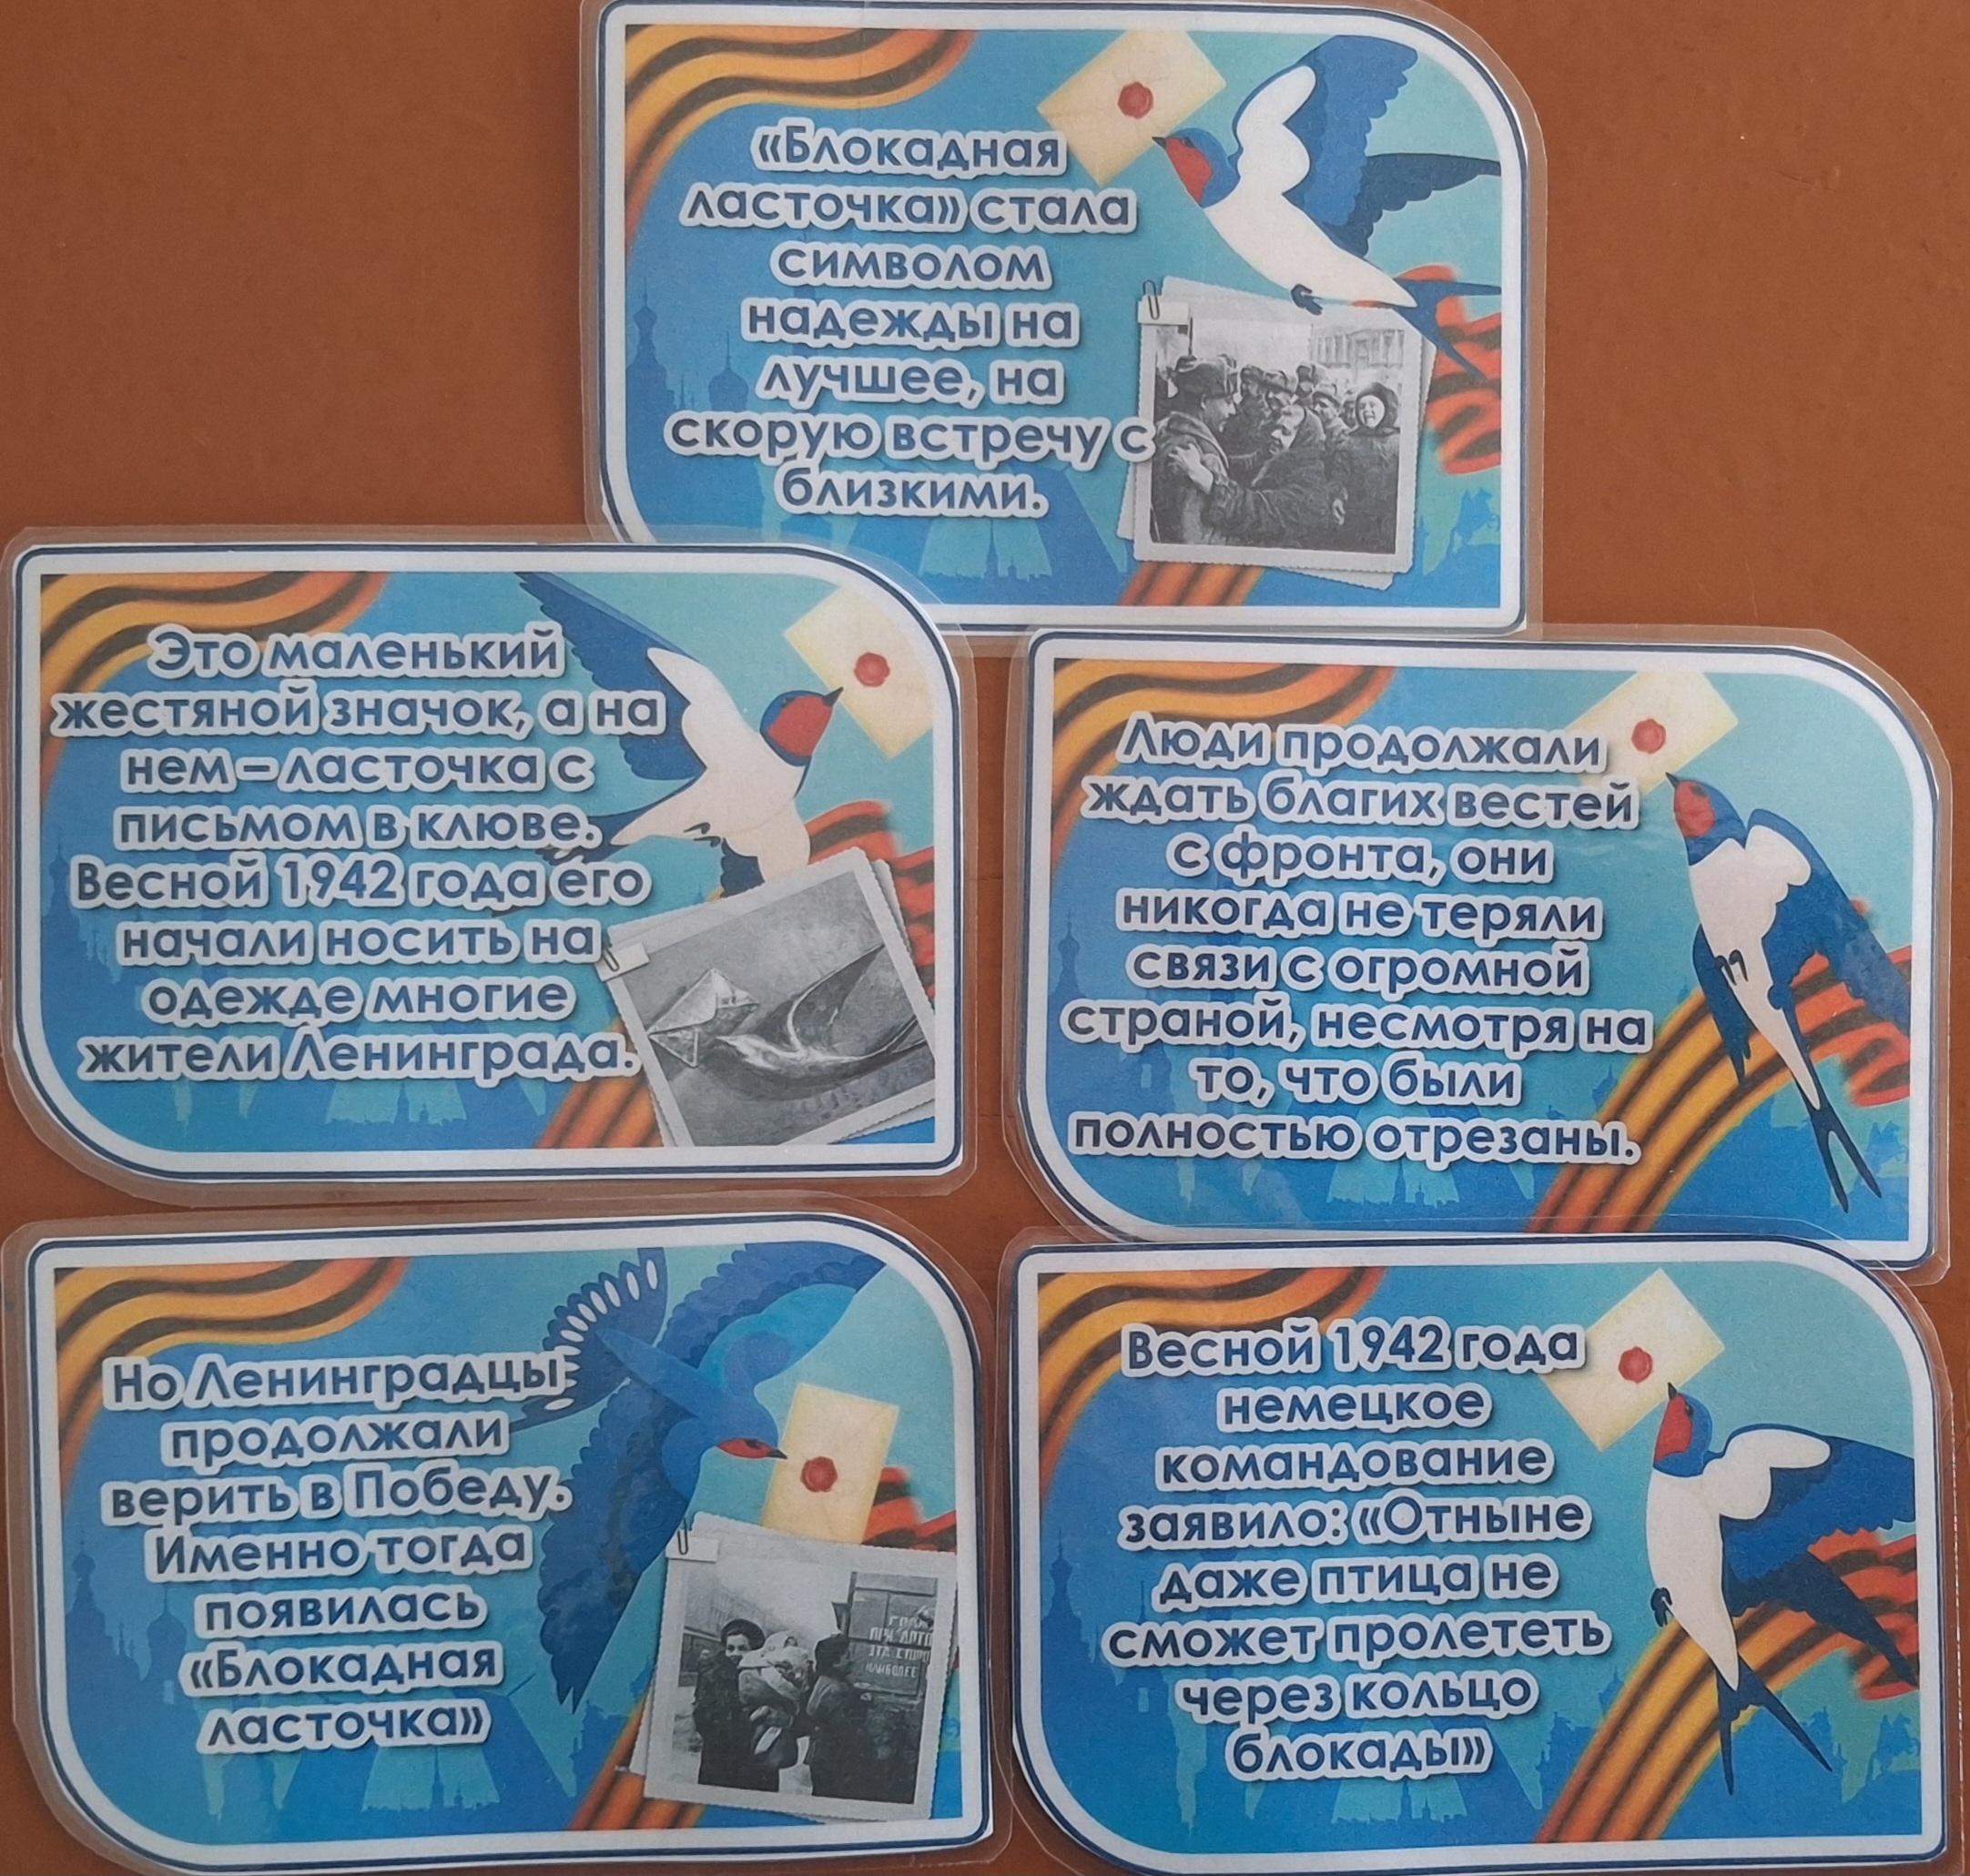 «Блокадная
ласточка» стала
символом
надежды на
лучшее, на
скорую встречу с
близкими.
Это маленький
жестяной значок, а на
нем – ласточка с
письмом в клюве.
Весной 1942 года его
начали носить на
одежде многие
жители Ленинграда.
Люди продолжали
ждать благих вестей
с фронта, они
никогда не теряли
связи с огромной
страной, несмотря на
то, что были
полностью отрезаны.
Но Ленинградцы
продолжали
верить в Победу.
Именно тогда
появилась
«Блокадная
ласточка»
Весной 1942 года
немецкое
командование
заявило: «Отныне
даже птица не
сможет пролететь
через кольцо
блокады»